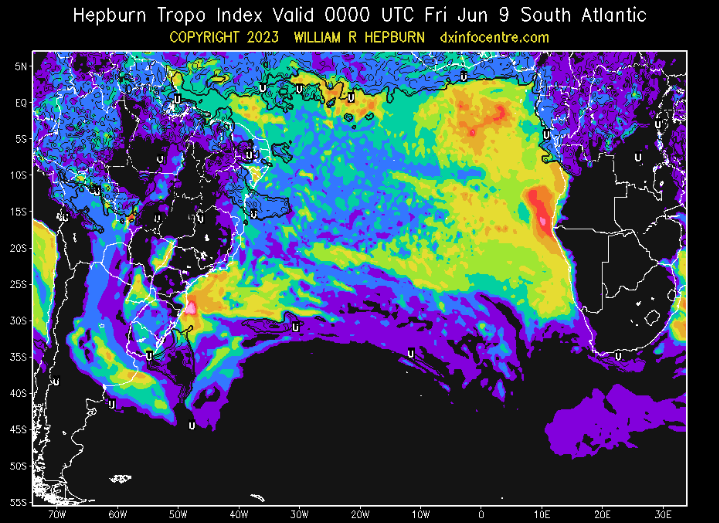 Hepburn Tropo Index Valid 0000 UTC Fri Jun 9 South Atlantic
COPYRIGHT 2023 WILLIAM R HEPBURN dxinfocentre.com
5N
EQ
5S
10S
15S
20S
25S
30S
35S
40S
45S
50S
55S
U U U U U U U U U U U U U U U U U U U U U U
70W 60W 50W 40W 30W 20W 10W 0 10E 20E 30E